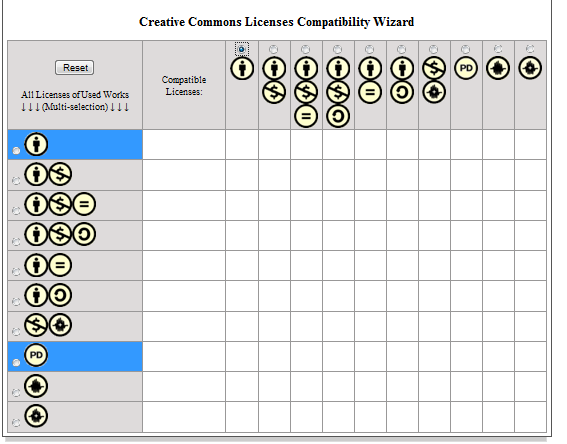 Creative Commons Licenses Compatibility Wizard
Reset
All Licenses of Used Works
↓↓↓(Multi-selection)↓↓↓
Compatible
Licenses:
PD
PD